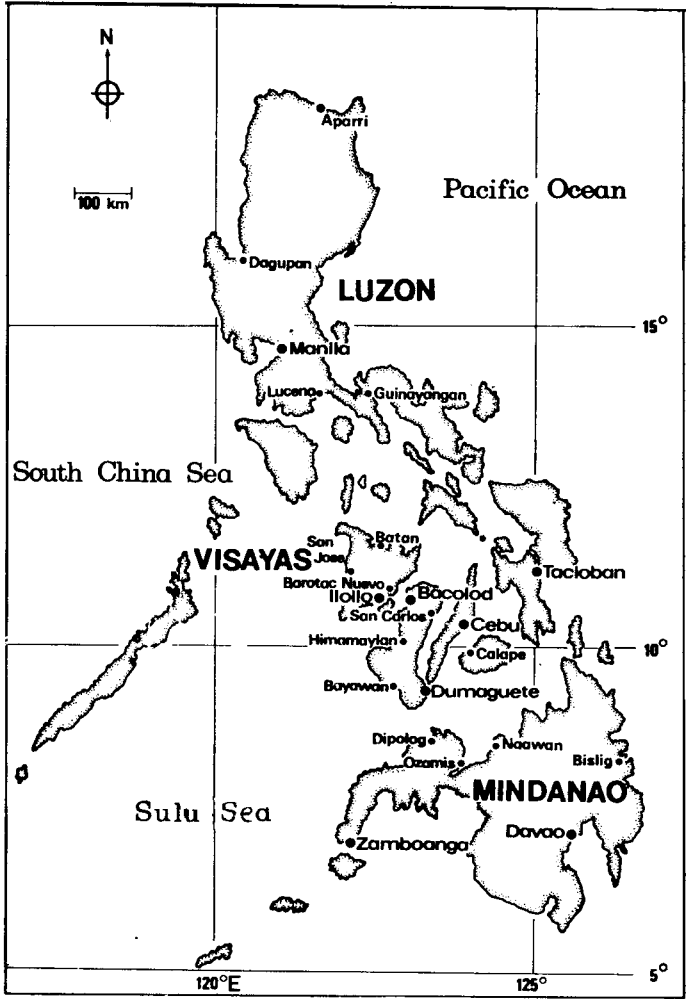 N
Aparri
100 km
Pacific Ocean
Dagupan
LUZON
15°
Manila
Lucena
Guinayangan
South China Sea
San
Jose
Batan
VISAYAS
Tacloban
Barotac Nuevo
Iloilo
Bacolod
San Carlos
Cebu
Himamaylan
10°
Calape
Bayawan
Dumaguete
Dipolog
Naawan
Ozamis
Bislig
MINDANAO
Sulu Sea
Davao
Zamboanga
5°
120°E
125°